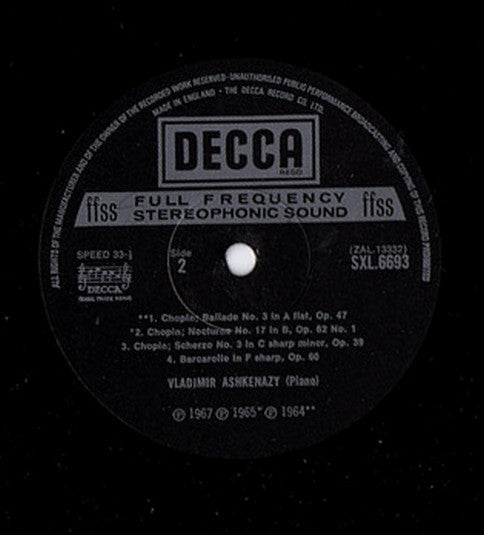 ALL RIGHTS OF THE MANUFACTURER AND OF THE OWNER OF THE RECORDED WORK RESERVED-UNAUTHORISED PUBLIC PERFORMANCE BROADCASTING AND COPYING OF THIS RECORD PROHIBITED
MADE IN ENGLAND • THE DECCA RECORD CO. LTD.
DECCA
REGD
ffss FULL FREQUENCY ffss
STEREOPHONIC SOUND
SPEED 33⅓ Side (ZAL.13332)
2 SXL.6693
DECCA
**1. Chopin; Ballade No. 3 in A flat, Op. 47
*2. Chopin; Nocturne No. 17 in B, Op. 62 No. 1
3. Chopin; Scherzo No. 3 in C sharp minor, Op. 39
4. Barcarolle in F sharp, Op. 60
VLADIMIR ASHKENAZY (Piano)
℗ 1967 ℗ 1965* ℗ 1964**